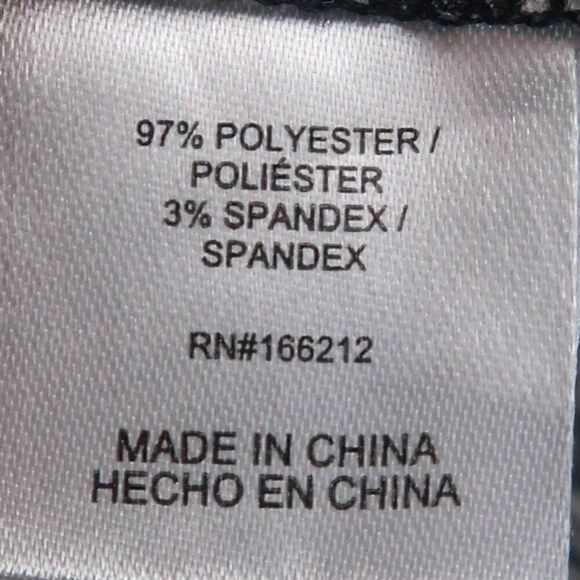 97% POLYESTER /
POLIÉSTER
3% SPANDEX /
SPANDEX
RN#166212
MADE IN CHINA
HECHO EN CHINA